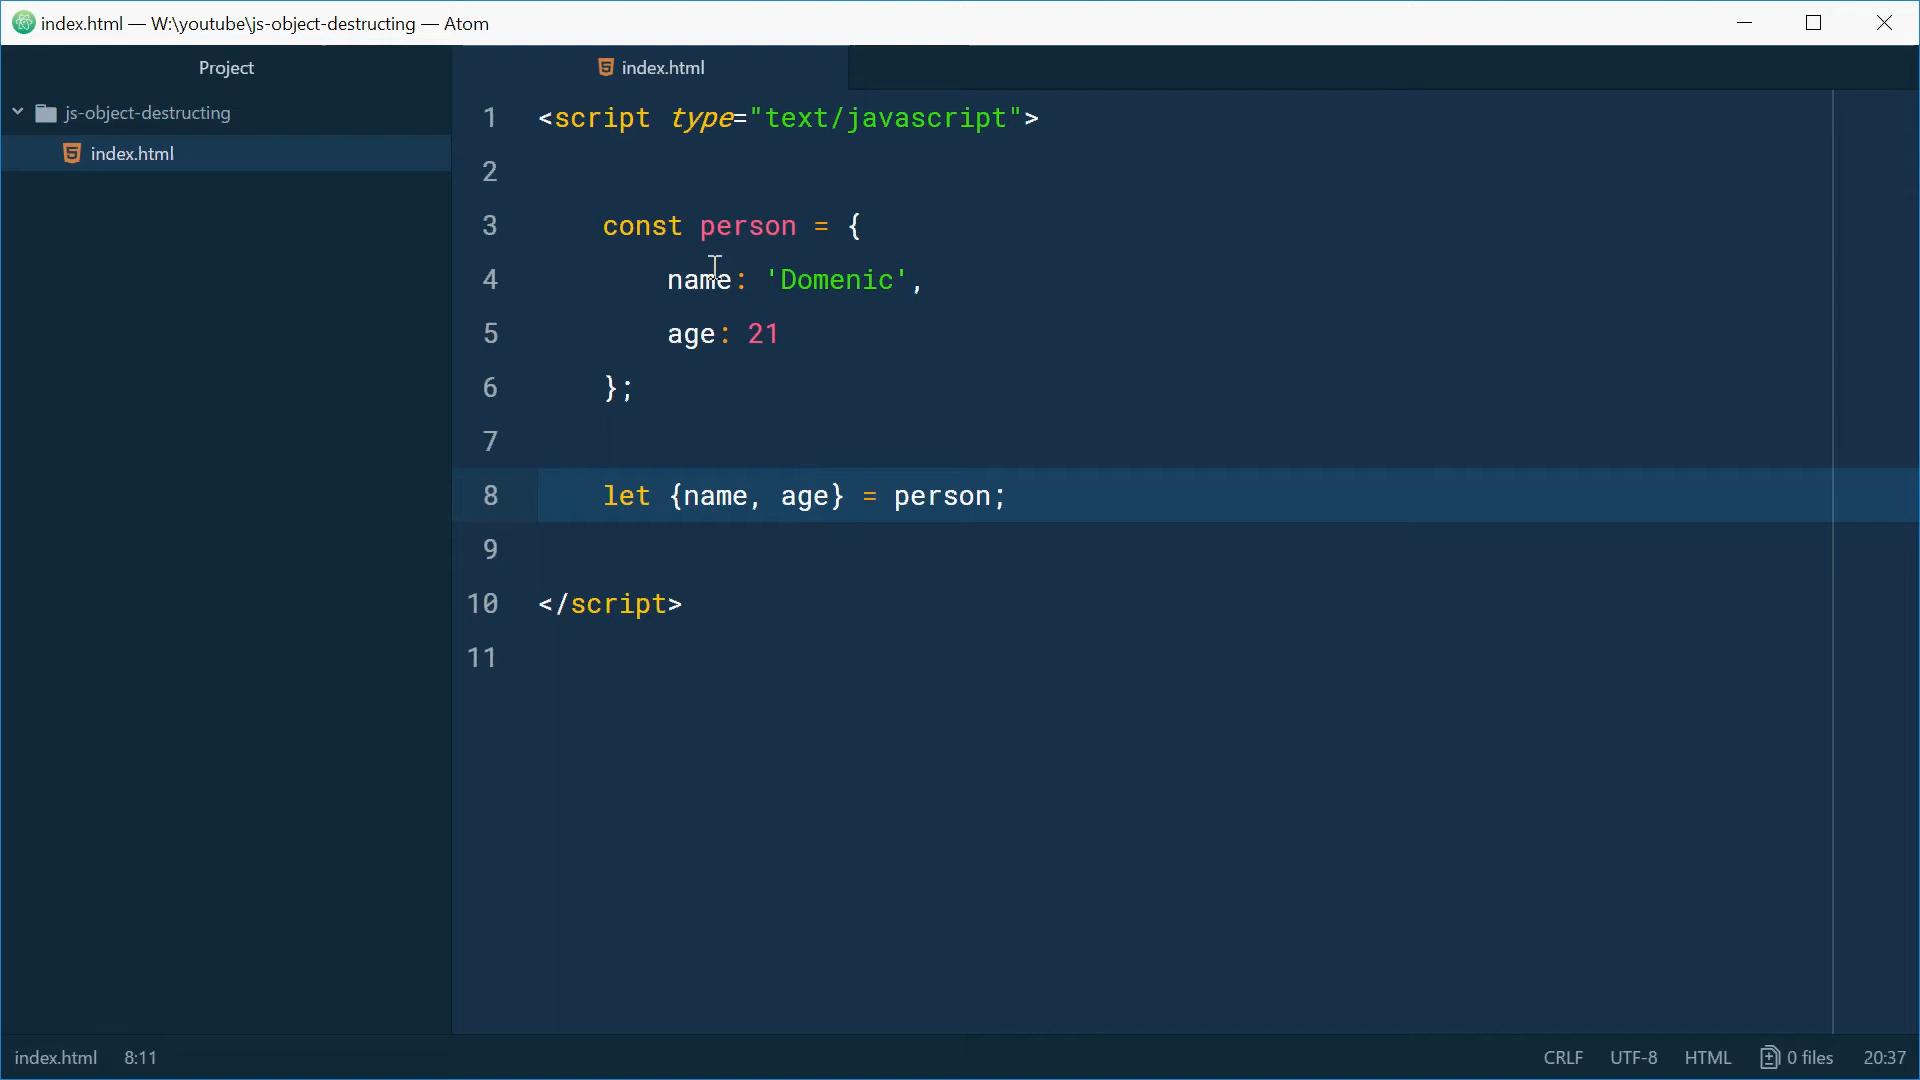 index.html — W:\youtube\js-object-destructing — Atom
Project
js-object-destructing
index.html
index.html
1 <script type="text/javascript">
2
3 const person = {
4 name: 'Domenic',
5 age: 21
6 };
7
8 let {name, age} = person;
9
10 </script>
11
index.html 8:11
CRLF UTF-8 HTML 0 files 20:37